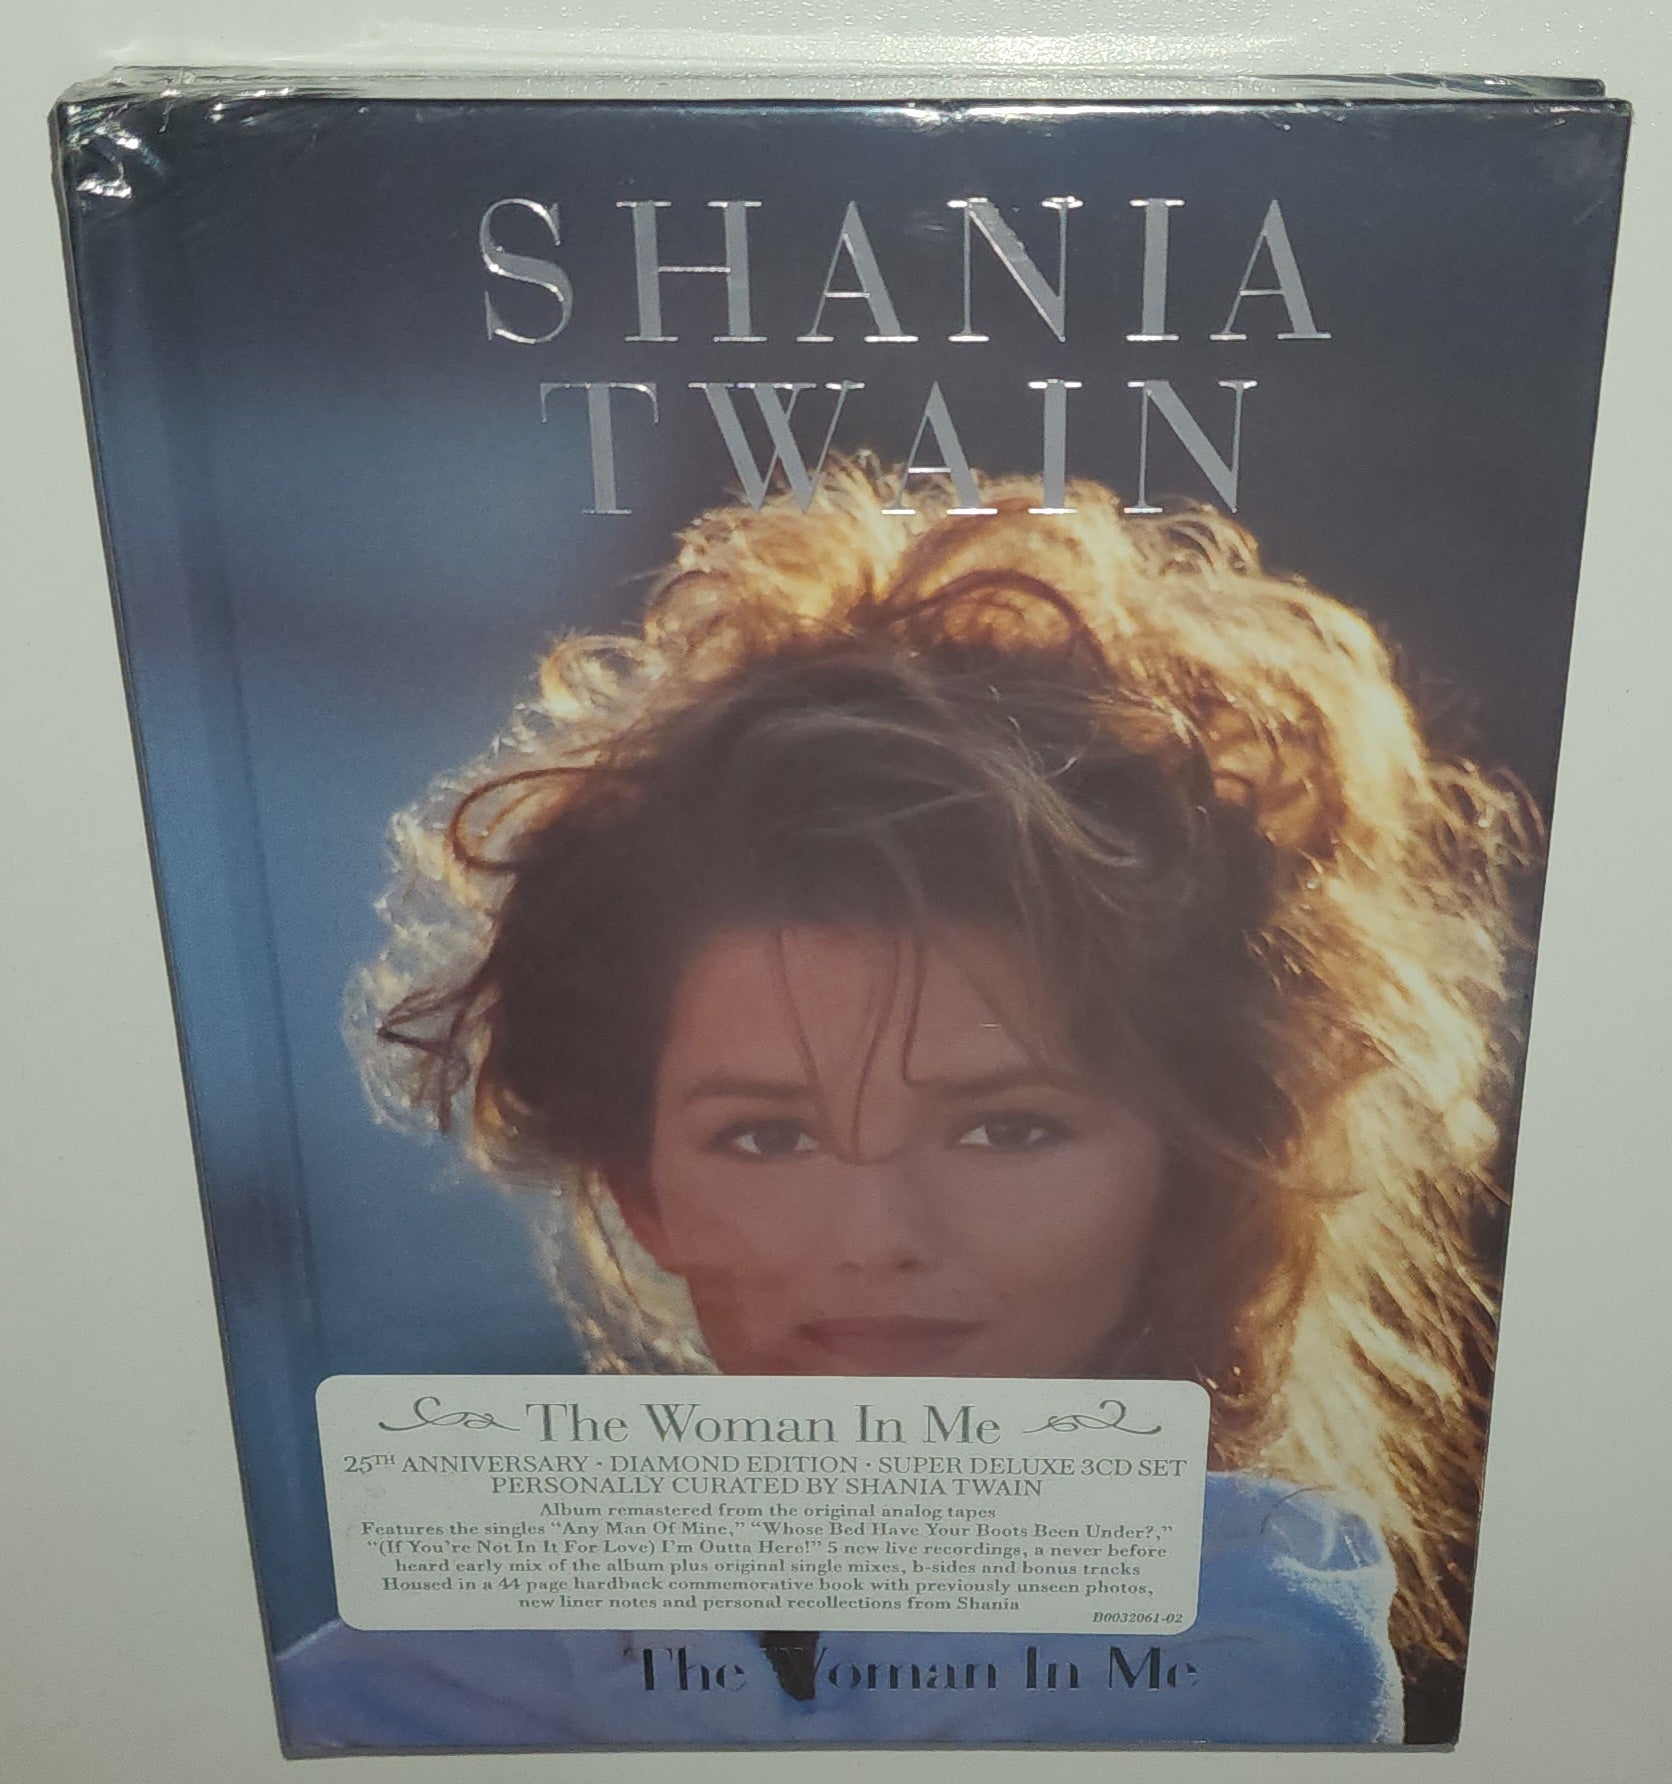 SHANIA
TWAIN
The Woman In Me
25TH ANNIVERSARY · DIAMOND EDITION · SUPER DELUXE 3CD SET
PERSONALLY CURATED BY SHANIA TWAIN
Album remastered from the original analog tapes
Features the singles “Any Man Of Mine,” “Whose Bed Have Your Boots Been Under?,”
“(If You’re Not In It For Love) I’m Outta Here!” 5 new live recordings, a never before
heard early mix of the album plus original single mixes, b-sides and bonus tracks
Housed in a 44 page hardback commemorative book with previously unseen photos,
new liner notes and personal recollections from Shania
B0032061-02
The Woman In Me